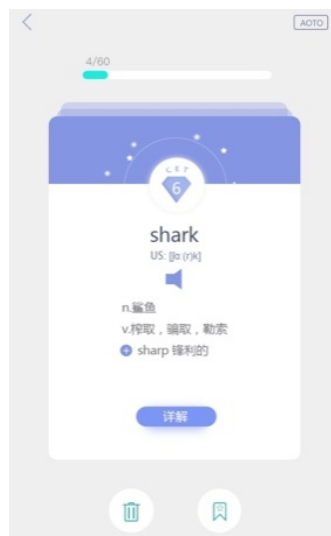 AOTO
4/60
CET
6
shark
US: [ʃɑ (r)k]
n.鲨鱼
v.榨取，骗取，勒索
sharp 锋利的
详解